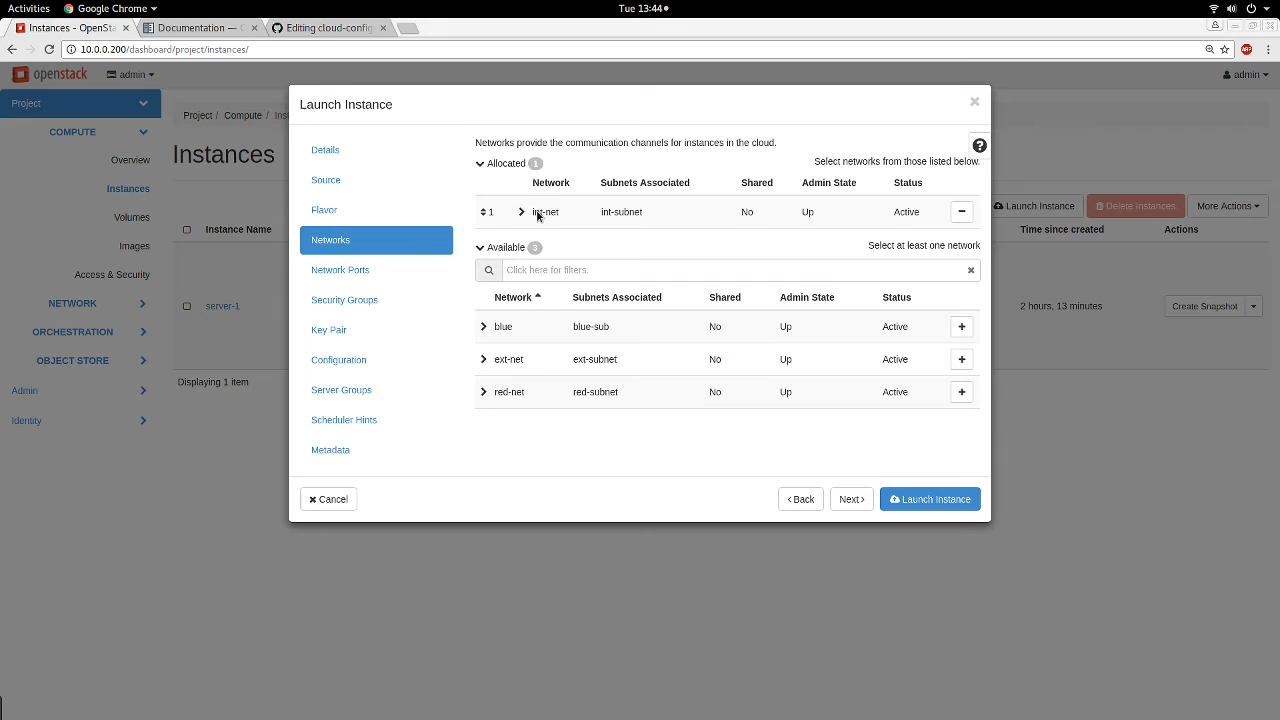 Activities Google Chrome Tue 13:44
Instances - OpenSta Documentation — Editing cloud-config
10.0.0.200/dashboard/project/instances/
openstack admin admin
Project
COMPUTE
Overview
Instances
Volumes
Images
Access & Security
NETWORK
ORCHESTRATION
OBJECT STORE
Admin
Identity
Project / Compute / Inst
Instances
Launch Instance Delete Instances More Actions
Instance Name Time since created Actions
server-1 2 hours, 13 minutes Create Snapshot
Displaying 1 item
Launch Instance
Details
Source
Flavor
Networks
Network Ports
Security Groups
Key Pair
Configuration
Server Groups
Scheduler Hints
Metadata
Networks provide the communication channels for instances in the cloud.
Allocated 1 Select networks from those listed below.
Network Subnets Associated Shared Admin State Status
1 int-net int-subnet No Up Active
Available 3 Select at least one network
Click here for filters.
Network Subnets Associated Shared Admin State Status
blue blue-sub No Up Active
ext-net ext-subnet No Up Active
red-net red-subnet No Up Active
Cancel Back Next Launch Instance